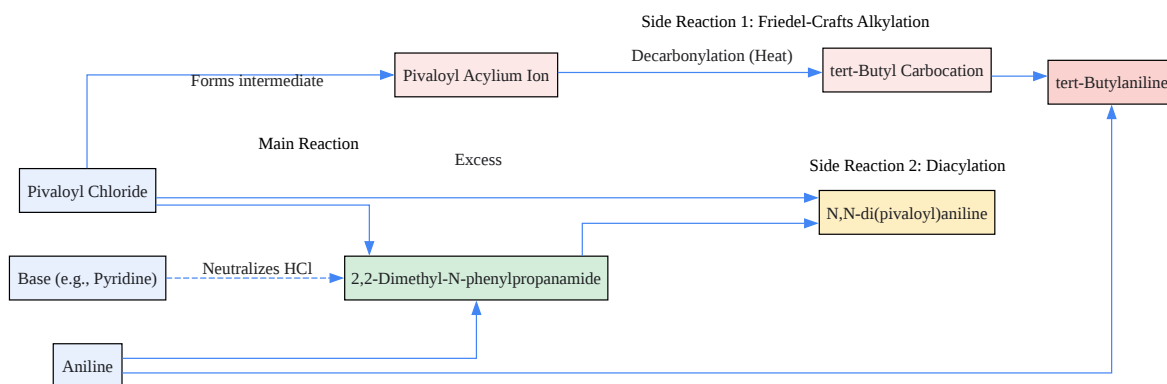 Side Reaction 1: Friedel-Crafts Alkylation
Decarbonylation (Heat)
Forms intermediate
Pivaloyl Acylium Ion
tert-Butyl Carbocation
tert-Butylaniline
Main Reaction
Excess
Side Reaction 2: Diacylation
Pivaloyl Chloride
N,N-di(pivaloyl)aniline
Base (e.g., Pyridine)
Neutralizes HCl
2,2-Dimethyl-N-phenylpropanamide
Aniline